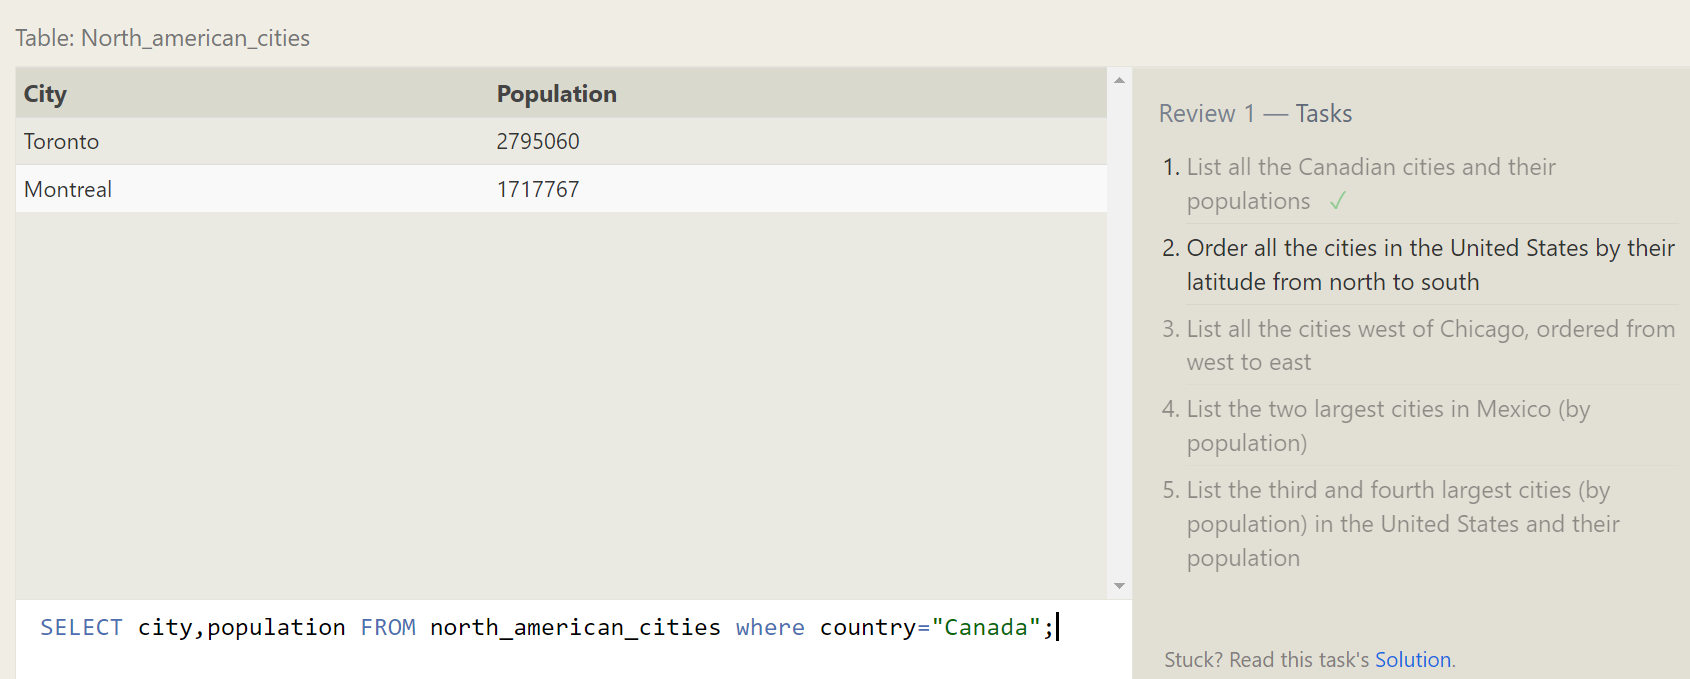 Table: North_american_cities
City Population
Toronto 2795060
Montreal 1717767
SELECT city,population FROM north_american_cities where country="Canada";
Review 1 — Tasks
1. List all the Canadian cities and their
populations ✓
2. Order all the cities in the United States by their
latitude from north to south
3. List all the cities west of Chicago, ordered from
west to east
4. List the two largest cities in Mexico (by
population)
5. List the third and fourth largest cities (by
population) in the United States and their
population
Stuck? Read this task's Solution.